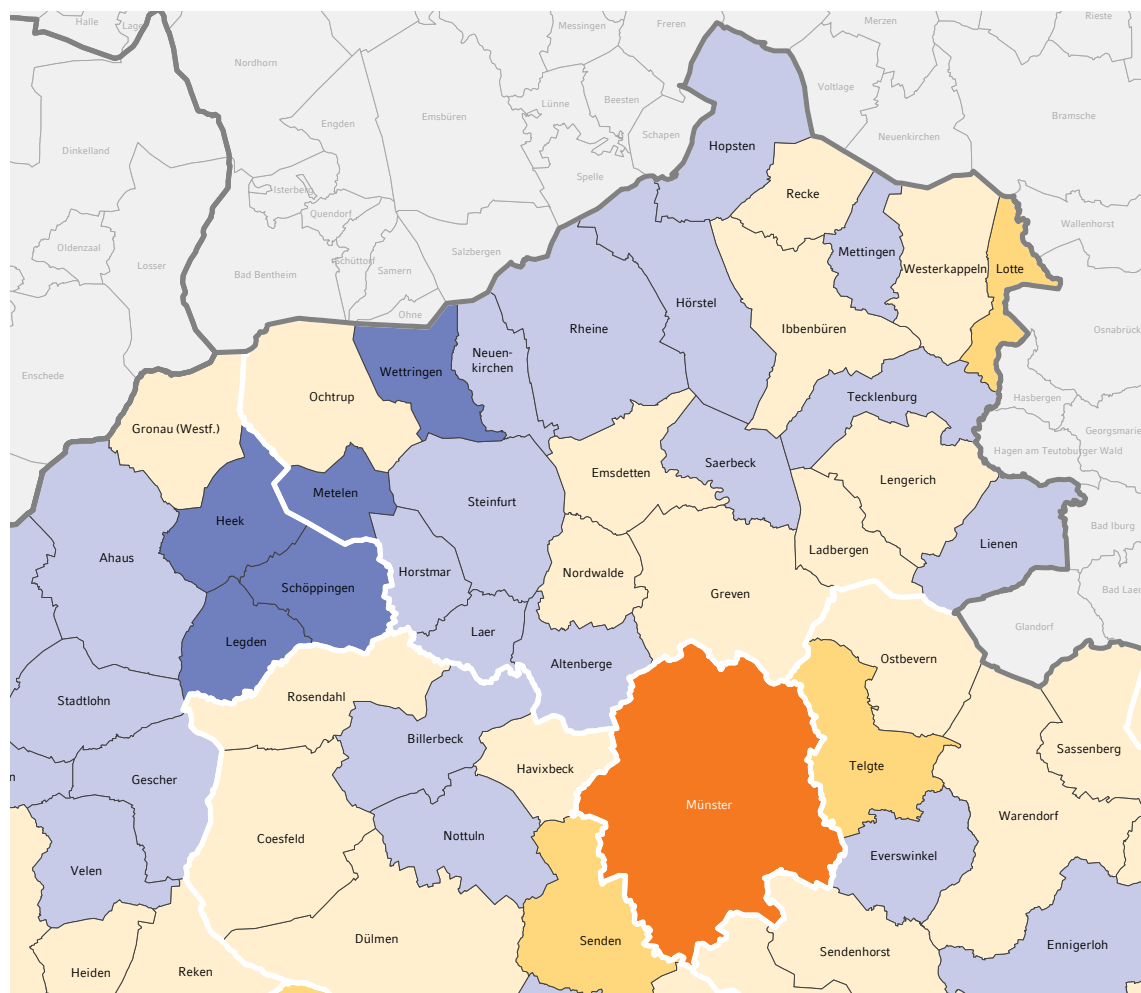 Halle
Lage
Messingen
Freren
Merzen
Rieste
Nordhorn
Voltlage
Lünne
Beesten
Engden
Emsbüren
Bramsche
Schapen
Neuenkirchen
Hopsten
Dinkelland
Spelle
Isterberg
Recke
Quendorf
Wallenhorst
Oldenzaal
Salzbergen
Mettingen
Losser
Schüttorf
Samern
Westerkappeln
Lotte
Bad Bentheim
Hörstel
Ohne
Rheine
Ibbenbüren
Osnabrück
Neuen-
kirchen
Wettringen
Enschede
Ochtrup
Tecklenburg
Hasbergen
Gronau (Westf.)
Georgsmarie
Hagen am Teutoburger Wald
Saerbeck
Emsdetten
Lengerich
Metelen
Steinfurt
Heek
Bad Iburg
Lienen
Ladbergen
Ahaus
Horstmar
Nordwalde
Schöppingen
Greven
Bad Laer
Glandorf
Laer
Legden
Ostbevern
Altenberge
Rosendahl
Stadtlohn
Billerbeck
Sassenberg
Telgte
Havixbeck
n
Gescher
Münster
Warendorf
Coesfeld
Nottuln
Everswinkel
Velen
Dülmen
Senden
Ennigerloh
Sendenhorst
Heiden
Reken